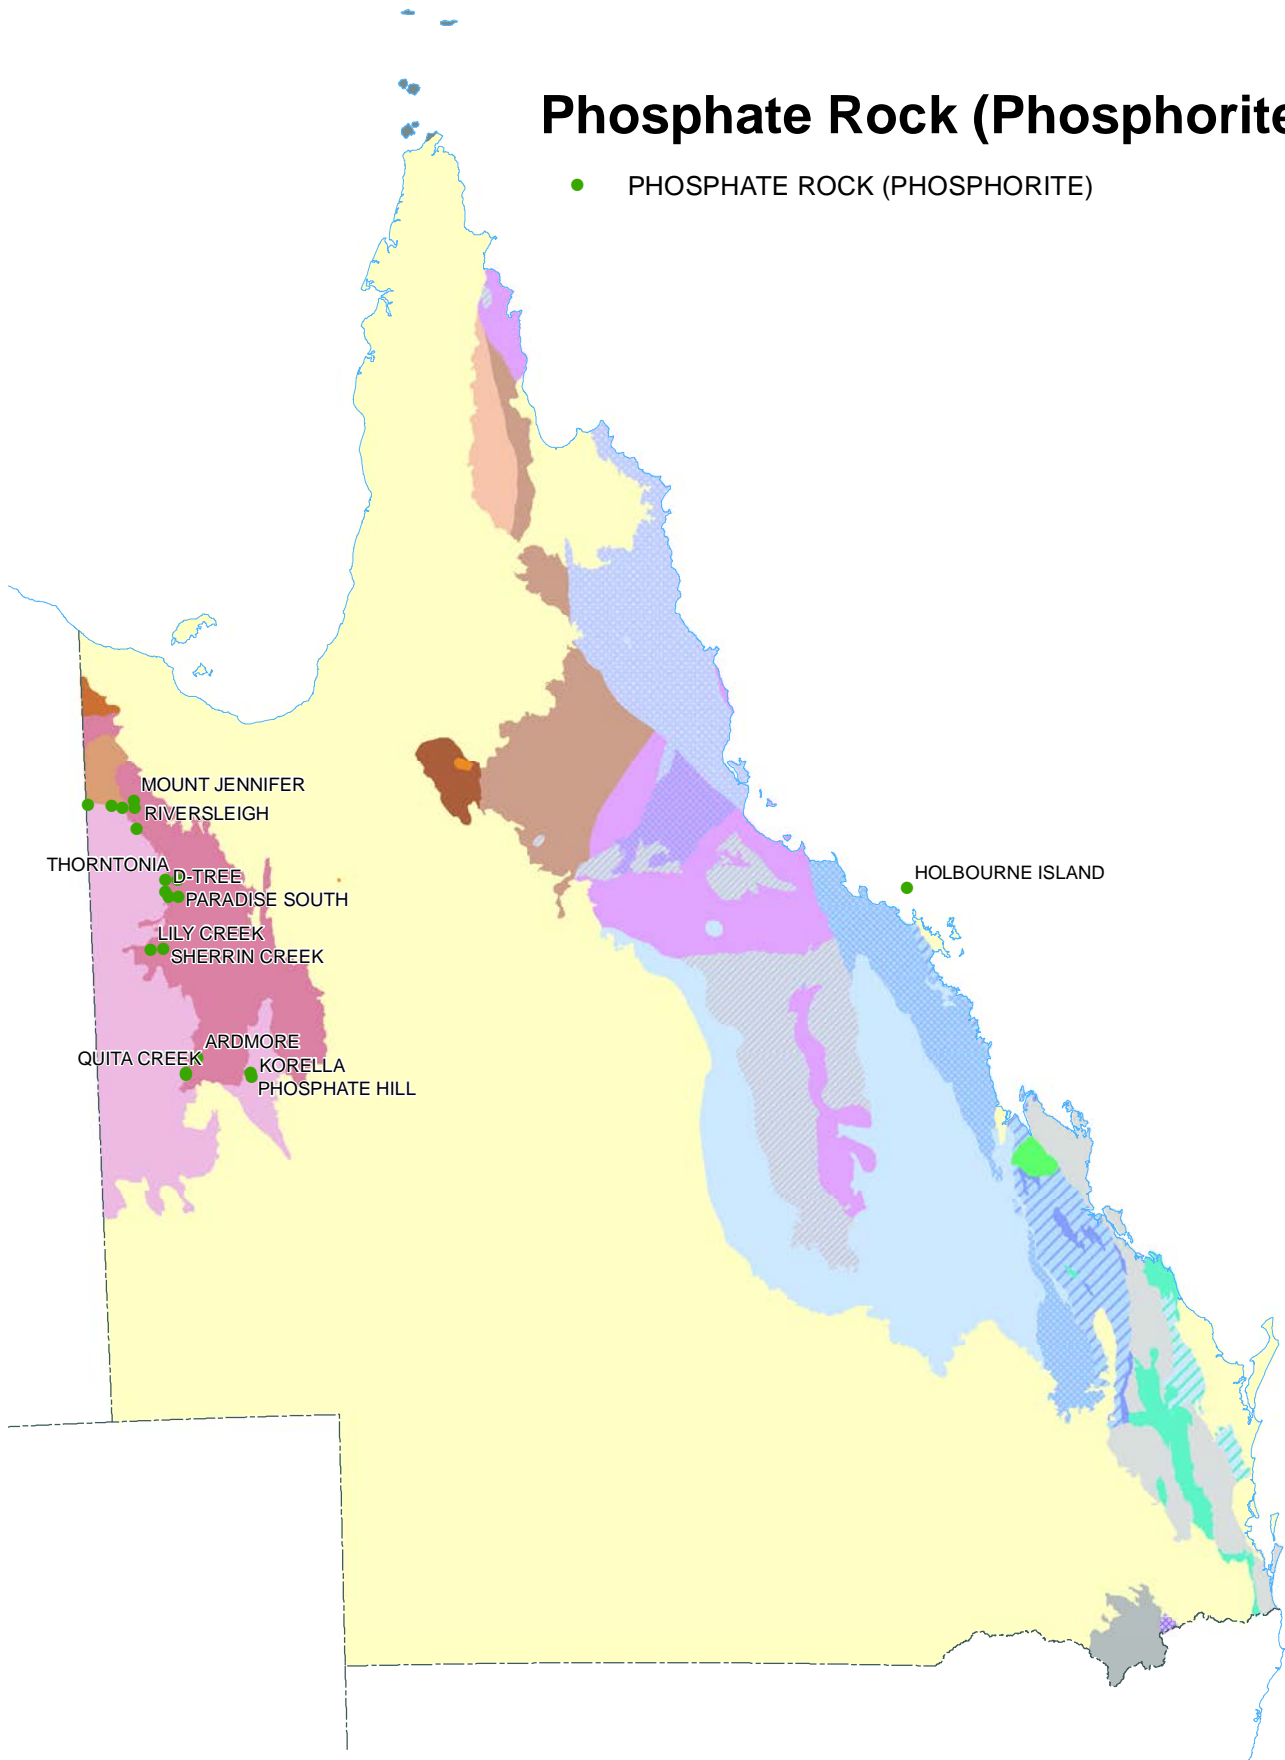 Phosphate Rock (Phosphorite
PHOSPHATE ROCK (PHOSPHORITE)
MOUNT JENNIFER
RIVERSLEIGH
THORNTONIA
D-TREE
PARADISE SOUTH
HOLBOURNE ISLAND
LILY CREEK
SHERRIN CREEK
ARDMORE
QUITA CREEK
KORELLA
PHOSPHATE HILL